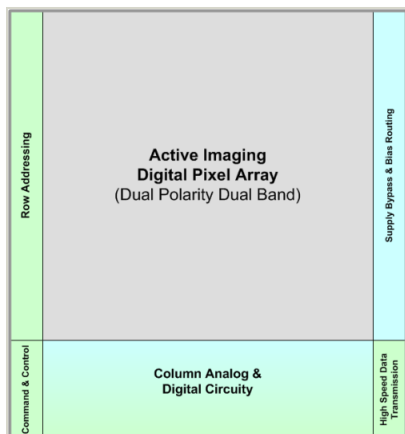 Row Addressing
Active Imaging
Digital Pixel Array
(Dual Polarity Dual Band)
Supply Bypass & Bias Routing
Command & Control
Column Analog &
Digital Circuity
High Speed Data
Transmission